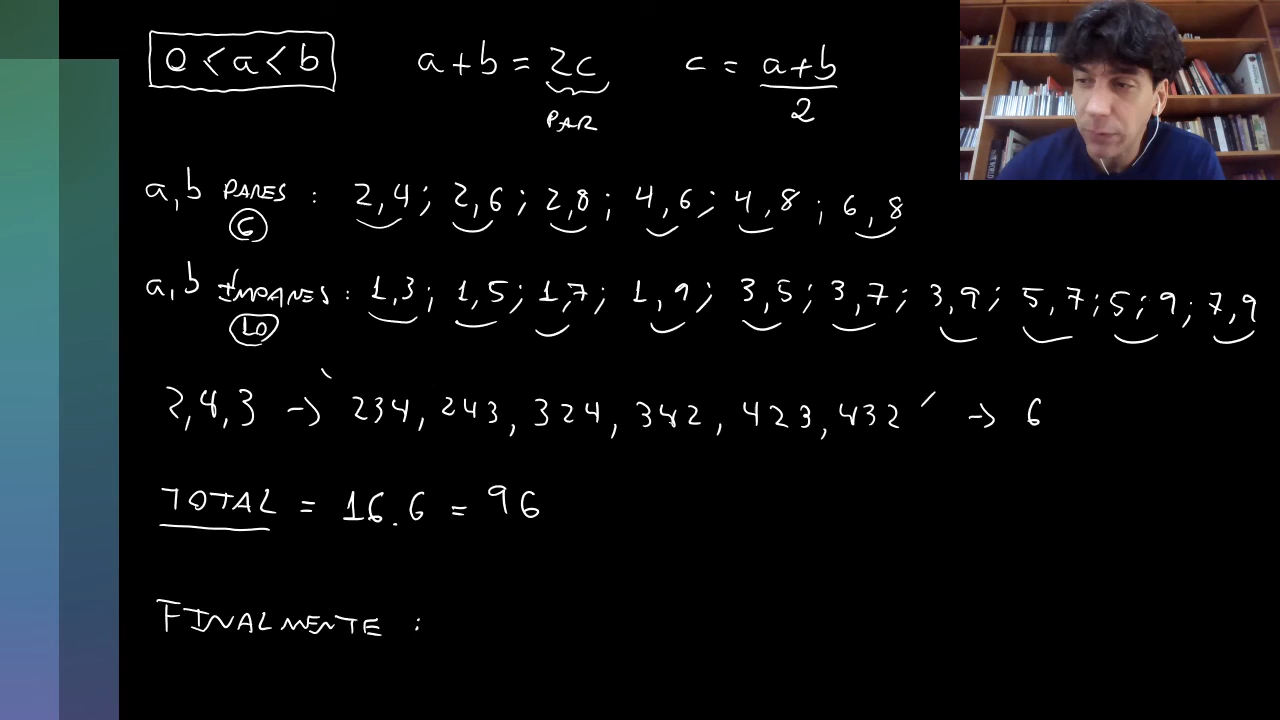 0 < a < b
a + b = 2c
PAR
c = a+b / 2
a, b PARES : 2,4 ; 2,6 ; 2,8 ; 4,6 ; 4,8 ; 6,8
6
a, b ÍMPARES : 1,3 ; 1,5 ; 1,7 ; 1,9 ; 3,5 ; 3,7 ; 3,9 ; 5,7 ; 5,9 ; 7,9
10
2,4,3 → 234, 243, 324, 342, 423, 432 → 6
TOTAL = 16.6 = 96
FINALMENTE :